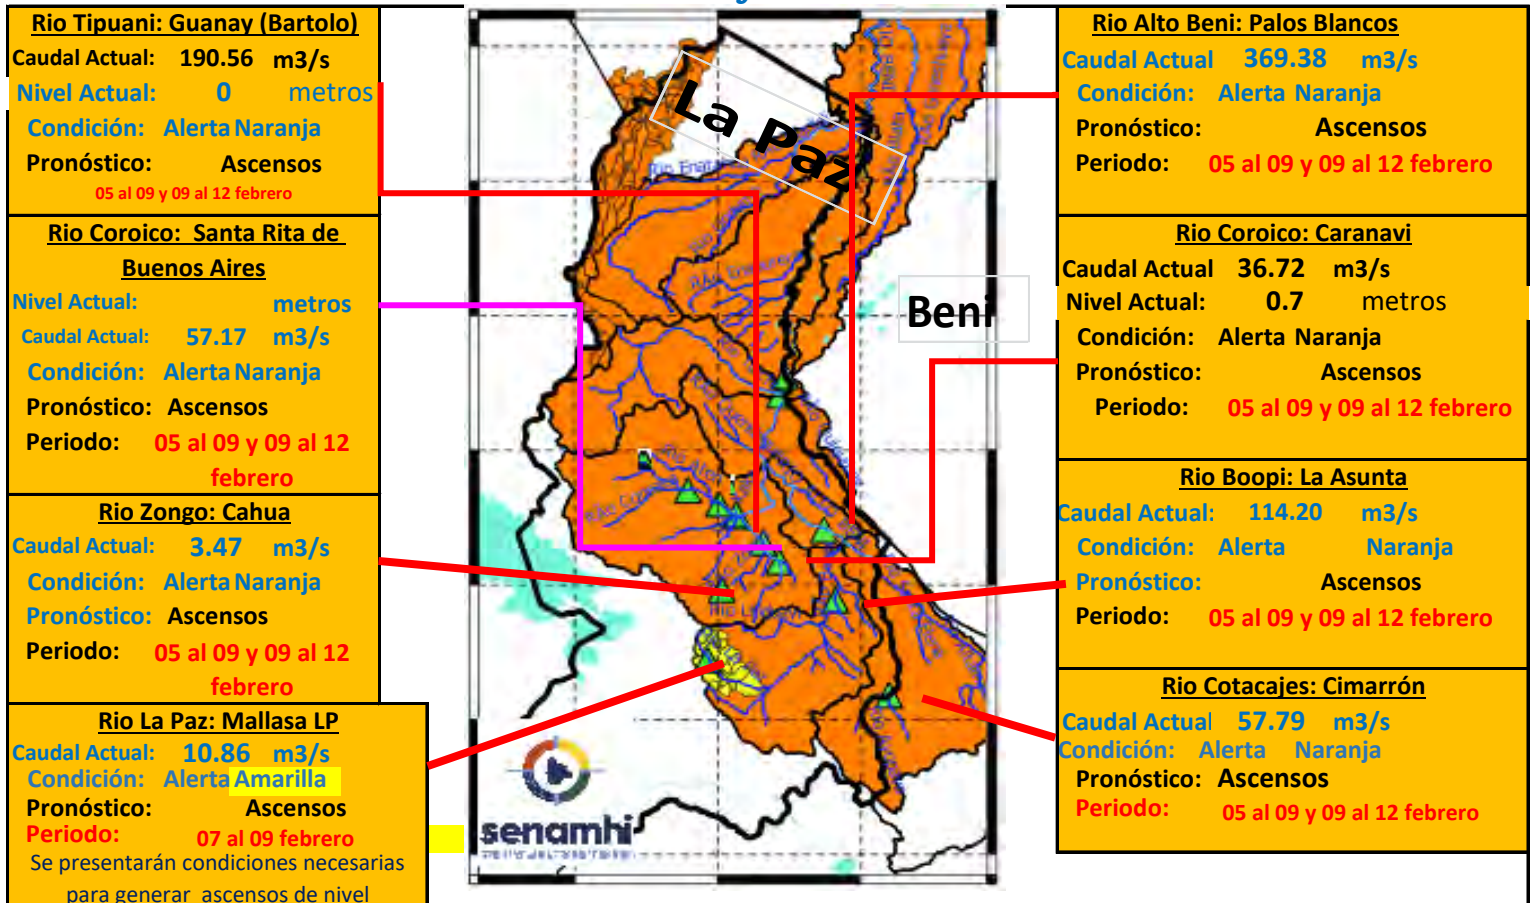 Rio Tipuani: Guanay (Bartolo)
Caudal Actual: 190.56 m3/s
Nivel Actual: 0 metros
Condición: Alerta Naranja
Pronóstico: Ascensos
05 al 09 y 09 al 12 febrero
Rio Coroico: Santa Rita de
Buenos Aires
Nivel Actual: metros
Caudal Actual: 57.17 m3/s
Condición: Alerta Naranja
Pronóstico: Ascensos
Periodo: 05 al 09 y 09 al 12
febrero
Rio Zongo: Cahua
Caudal Actual: 3.47 m3/s
Condición: Alerta Naranja
Pronóstico: Ascensos
Periodo: 05 al 09 y 09 al 12
febrero
Rio La Paz: Mallasa LP
Caudal Actual: 10.86 m3/s
Condición: Alerta Amarilla
Pronóstico: Ascensos
Periodo: 07 al 09 febrero
Se presentarán condiciones necesarias
para generar ascensos de nivel
La Paz
Beni
senamhi
Rio Alto Beni: Palos Blancos
Caudal Actual 369.38 m3/s
Condición: Alerta Naranja
Pronóstico: Ascensos
Periodo: 05 al 09 y 09 al 12 febrero
Rio Coroico: Caranavi
Caudal Actual 36.72 m3/s
Nivel Actual: 0.7 metros
Condición: Alerta Naranja
Pronóstico: Ascensos
Periodo: 05 al 09 y 09 al 12 febrero
Rio Boopi: La Asunta
Caudal Actual: 114.20 m3/s
Condición: Alerta Naranja
Pronóstico: Ascensos
Periodo: 05 al 09 y 09 al 12 febrero
Rio Cotacajes: Cimarrón
Caudal Actual 57.79 m3/s
Condición: Alerta Naranja
Pronóstico: Ascensos
Periodo: 05 al 09 y 09 al 12 febrero